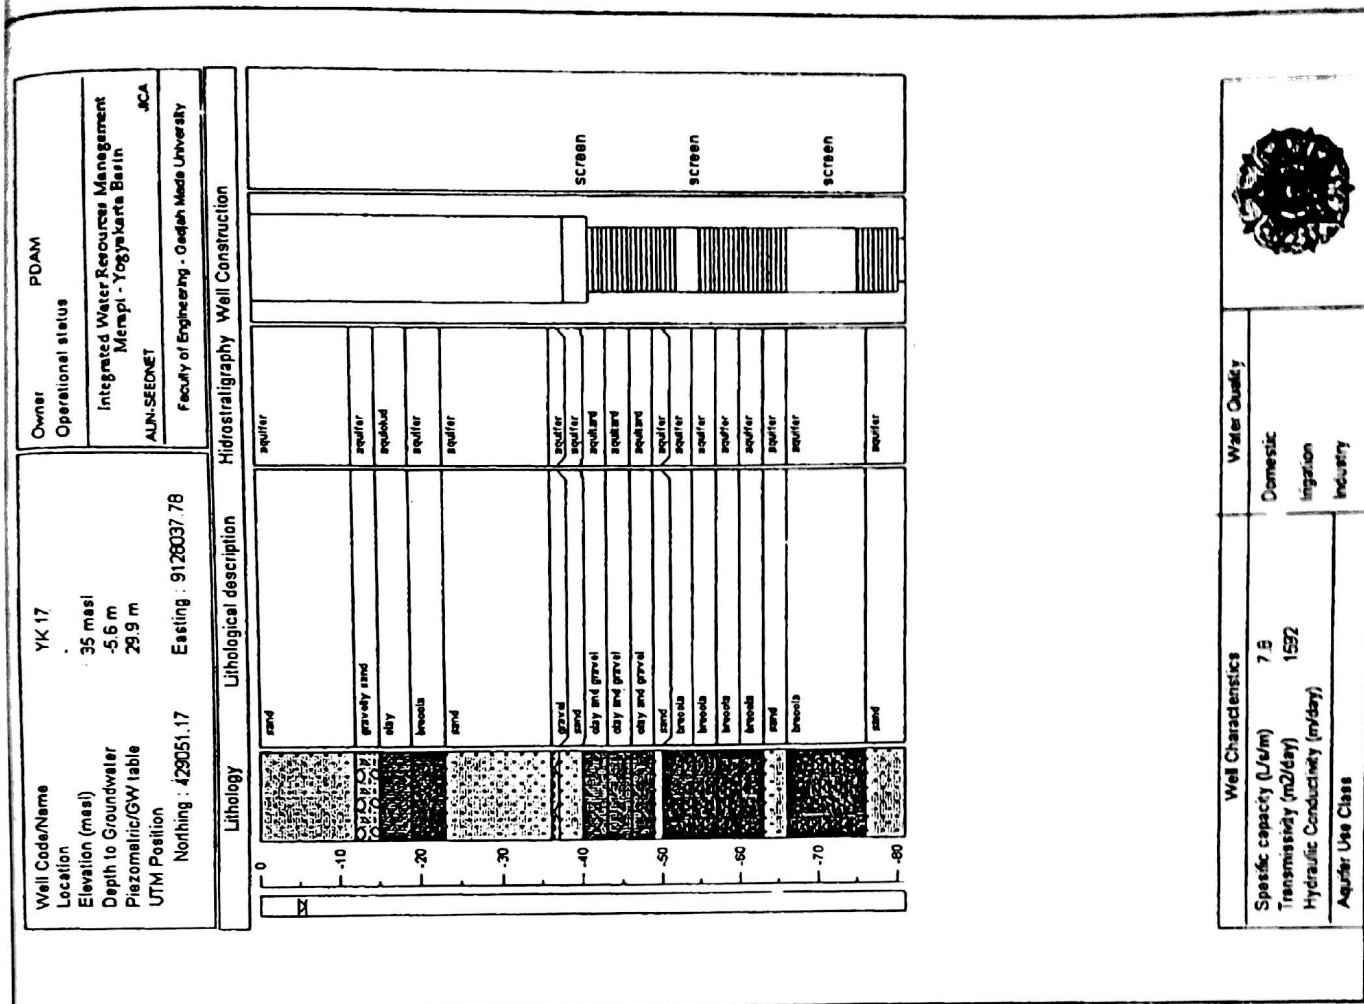 Well Code/Name YK 17
Location .
Elevation (masl) : 35 masl
Depth to Groundwater -5.6 m
Piezometric/GW table 29.9 m
UTM Position
Northing : 429051.17 Easting : 9128037.78
Owner PDAM
Operational status
Integrated Water Resources Management
Merapi - Yogyakarta Basin
AUN-SEEDNET JICA
Faculty of Engineering - Gadjah Mada University
Lithology Lithological description Hidrostraligraphy Well Construction
0
-10
-20
-30
-40
-50
-60
-70
-80
sand aquifer
gravelly sand aquifer
clay aquiclud
breccia aquifer
sand aquifer
gravel aquifer
sand aquifer
clay and gravel aquitard
clay and gravel aquitard
clay and gravel aquitard
sand aquifer
breccia aquifer
breccia aquifer
breccia aquifer
breccia aquifer
sand aquifer
breccia aquifer
sand aquifer
screen
screen
screen
Well Characteristics
Spesific capacity (L/s/m) 7.8
Transmissivity (m2/day) 1592
Hydraulic Conductivity (m/day)
Aquifer Use Class
Water Quality
Domestic
Irigation
Industry